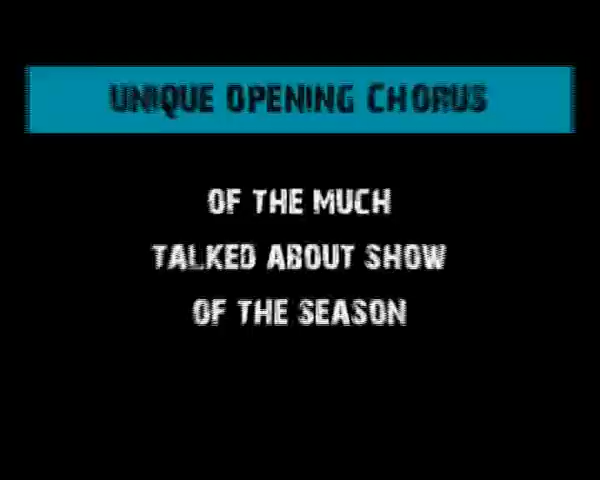 UNIQUE OPENING CHORUS
OF THE MUCH
TALKED ABOUT SHOW
OF THE SEASON